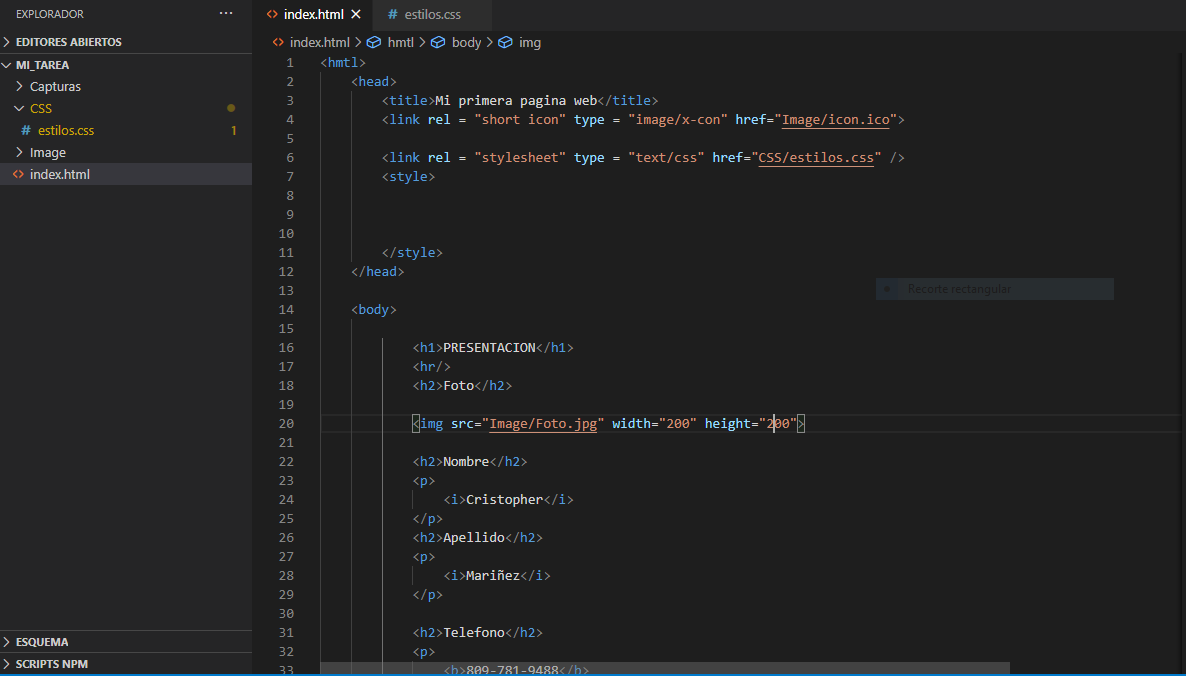 EXPLORADOR ···
EDITORES ABIERTOS
MI_TAREA
Capturas
CSS
# estilos.css 1
Image
<> index.html
ESQUEMA
SCRIPTS NPM
<> index.html × # estilos.css
<> index.html > hmtl > body > img
1 <hmtl>
2 <head>
3 <title>Mi primera pagina web</title>
4 <link rel = "short icon" type = "image/x-con" href="Image/icon.ico">
5
6 <link rel = "stylesheet" type = "text/css" href="CSS/estilos.css" />
7 <style>
8
9
10
11 </style>
12 </head>
13
Recorte rectangular
14 <body>
15
16 <h1>PRESENTACION</h1>
17 <hr/>
18 <h2>Foto</h2>
19
20 <img src="Image/Foto.jpg" width="200" height="200">
21
22 <h2>Nombre</h2>
23 <p>
24 <i>Cristopher</i>
25 </p>
26 <h2>Apellido</h2>
27 <p>
28 <i>Mariñez</i>
29 </p>
30
31 <h2>Telefono</h2>
32 <p>
33 <b>809-781-9488</b>